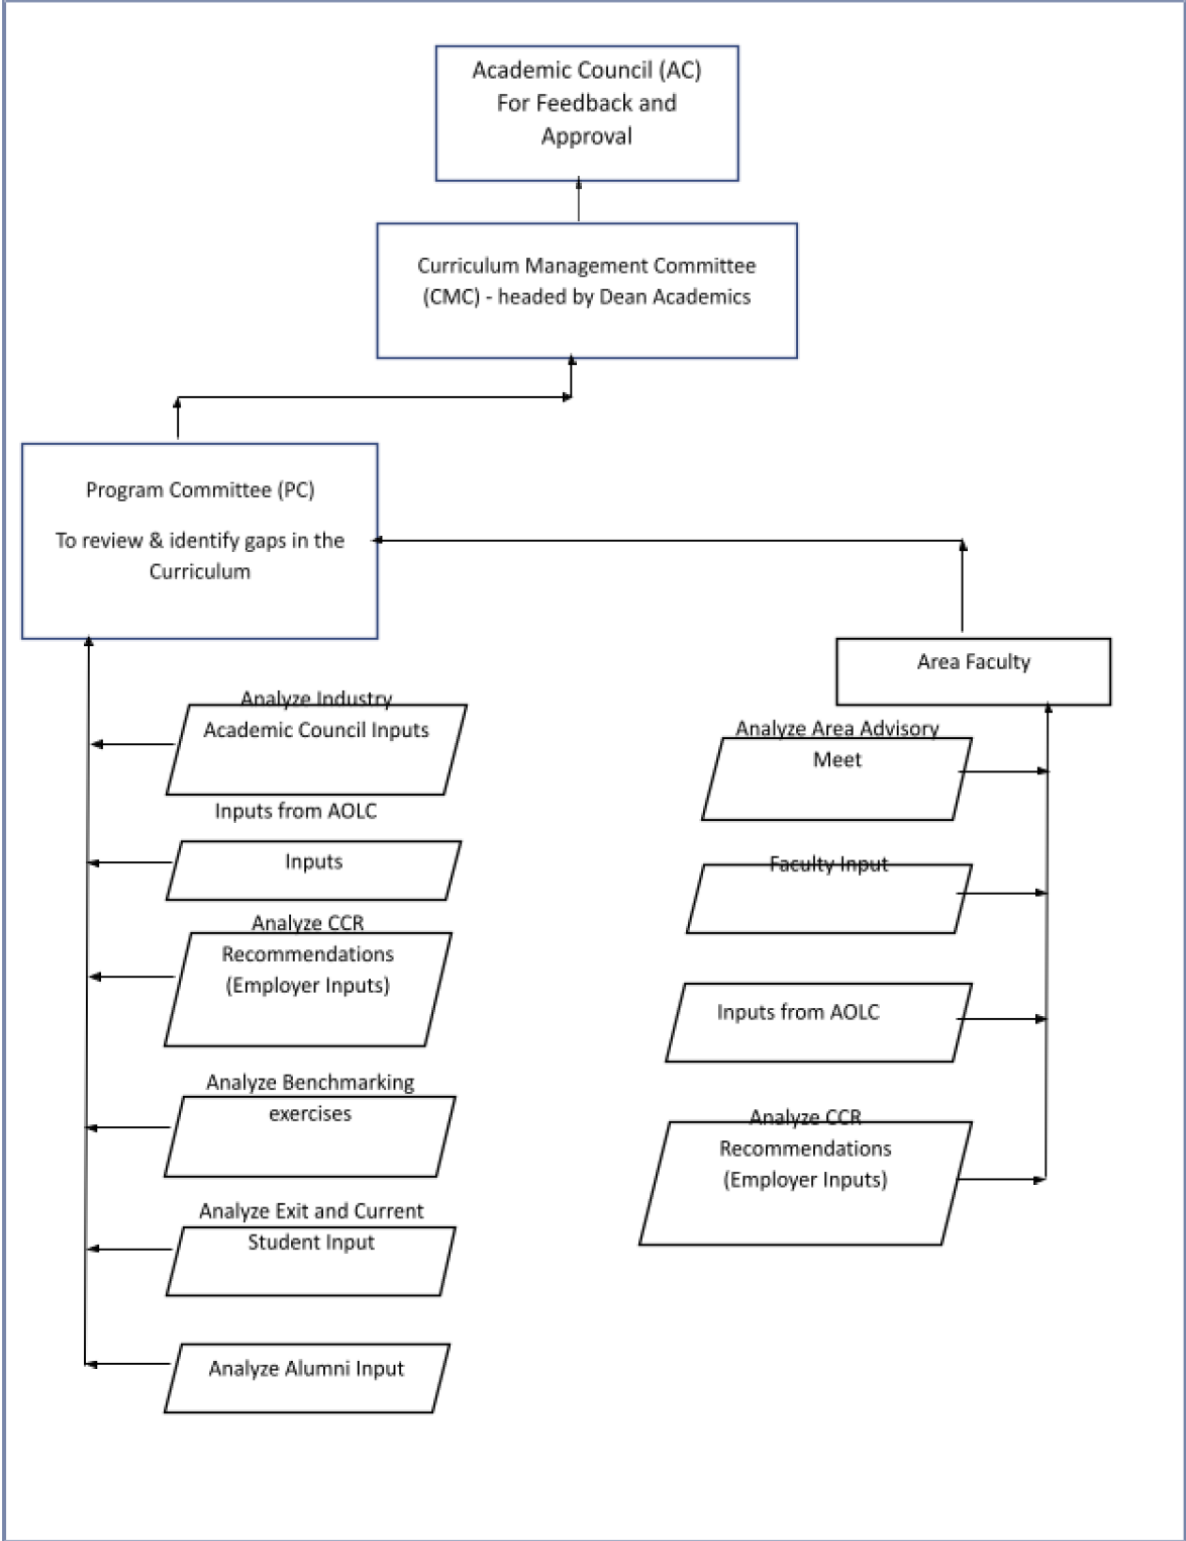 Academic Council (AC)
For Feedback and
Approval
Curriculum Management Committee
(CMC) - headed by Dean Academics
Program Committee (PC)
To review & identify gaps in the
Curriculum
Area Faculty
Analyze Industry
Academic Council Inputs
Inputs from AOLC
Inputs
Analyze CCR
Recommendations
(Employer Inputs)
Analyze Benchmarking
exercises
Analyze Exit and Current
Student Input
Analyze Alumni Input
Analyze Area Advisory
Meet
Faculty Input
Inputs from AOLC
Analyze CCR
Recommendations
(Employer Inputs)